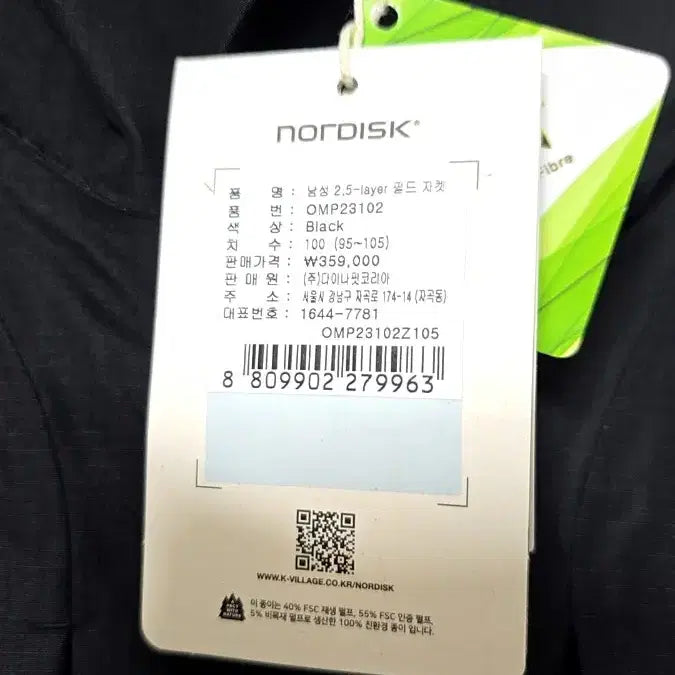 nordisk®
품 명 : 남성 2.5-layer 필드 자켓
품 번 : OMP23102
색 상 : Black
치 수 : 100 (95~105)
판매가격 : ₩359,000
판 매 원 : (주)다이나핏코리아
주 소 : 서울시 강남구 자곡로 174-14 (자곡동)
대표번호 : 1644-7781
OMP23102Z105
8 809902 279963
WWW.K-VILLAGE.CO.KR/NORDISK
PACT WITH NATURE
이 종이는 40% FSC 재생 펄프, 55% FSC 인증 펄프,
5% 비목재 펄프로 생산한 100% 친환경 종이 입니다.
Fibre